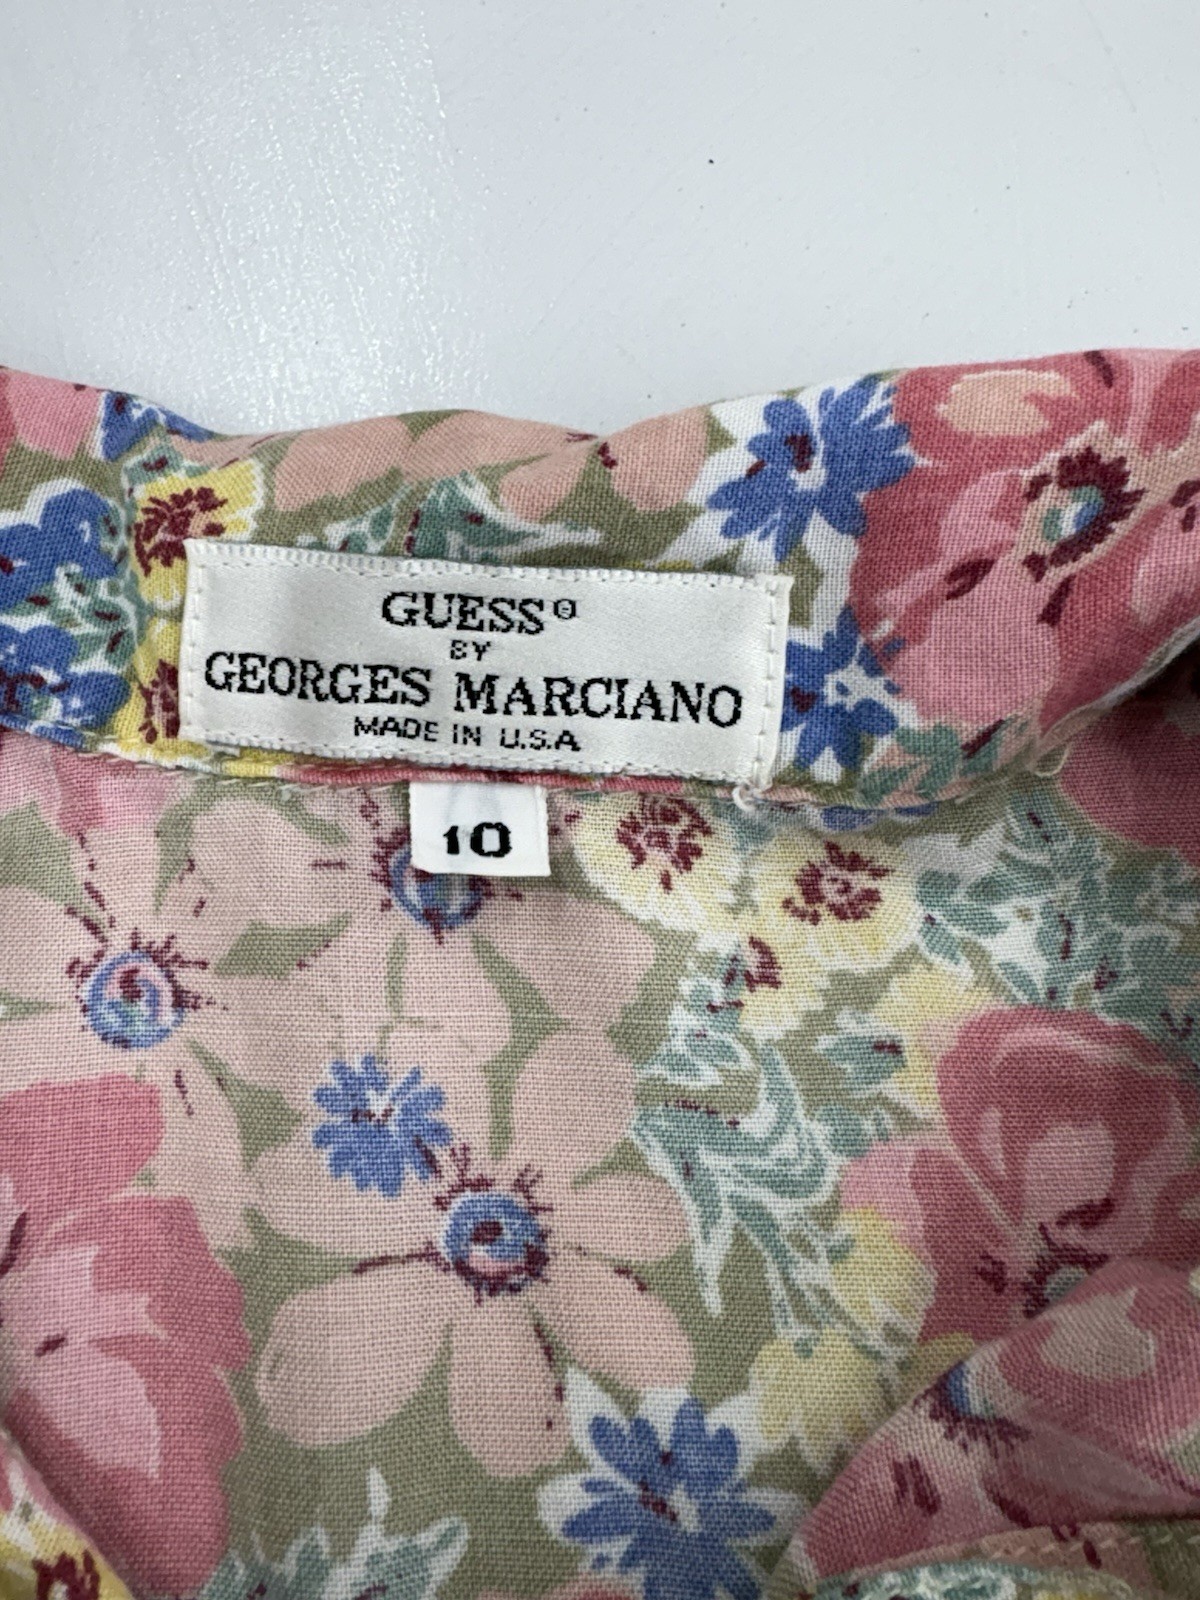 GUESS®
BY
GEORGES MARCIANO
MADE IN U.S.A
10